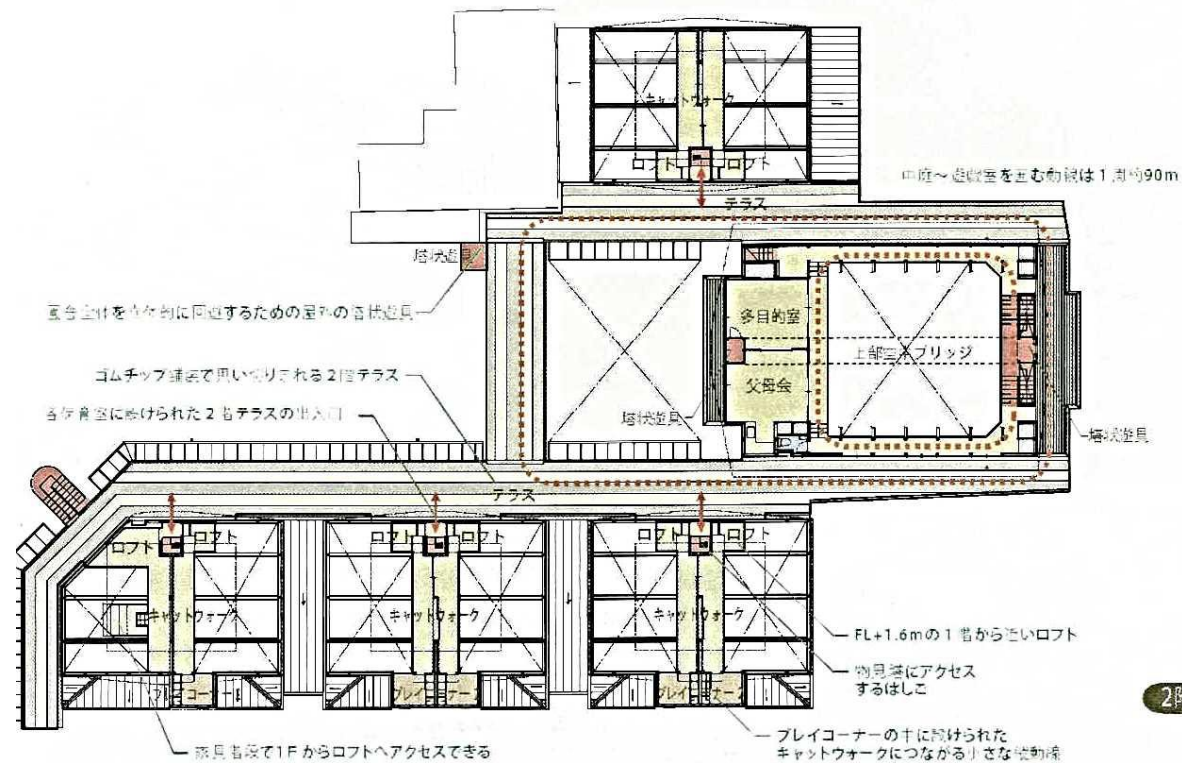 キャットウォーク
ロフト
ロフト
中庭～遊戯室を囲む動線は1周約90m
テラス
塔状遊具
園舎全体を立体的に回遊するための屋外の塔状遊具
多目的室
上部空 ブリッジ
ゴムチップ舗装で思い切り走れる2階テラス
父母会
各保育室に設けられた2階テラスの出入口
塔状遊具
塔状遊具
テラス
ロフト
ロフト
ロフト
ロフト
ロフト
ロフト
キャットウォーク
キャットウォーク
キャットウォーク
FL+1.6mの1階から近いロフト
物見塔にアクセス
するはしご
プレイコーナー
プレイコーナー
プレイコーナー
2階
家具階段で1Fからロフトへアクセスできる
プレイコーナーの中に設けられた
キャットウォークにつながる小さな縦動線